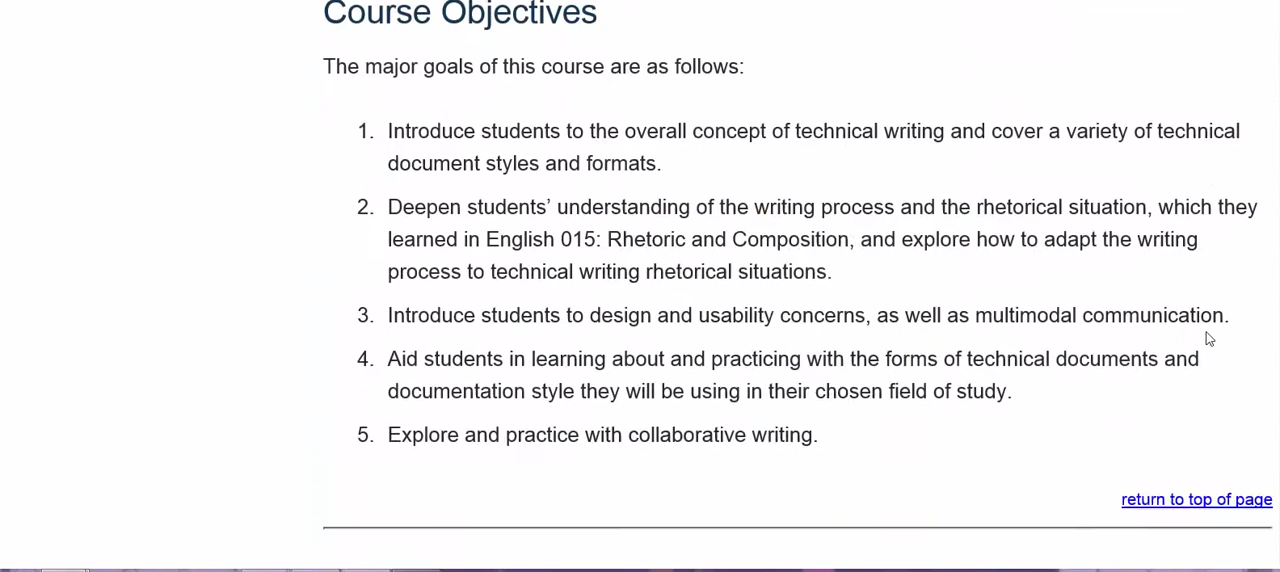 Course Objectives
The major goals of this course are as follows:
1. Introduce students to the overall concept of technical writing and cover a variety of technical
document styles and formats.
2. Deepen students’ understanding of the writing process and the rhetorical situation, which they
learned in English 015: Rhetoric and Composition, and explore how to adapt the writing
process to technical writing rhetorical situations.
3. Introduce students to design and usability concerns, as well as multimodal communication.
4. Aid students in learning about and practicing with the forms of technical documents and
documentation style they will be using in their chosen field of study.
5. Explore and practice with collaborative writing.
return to top of page